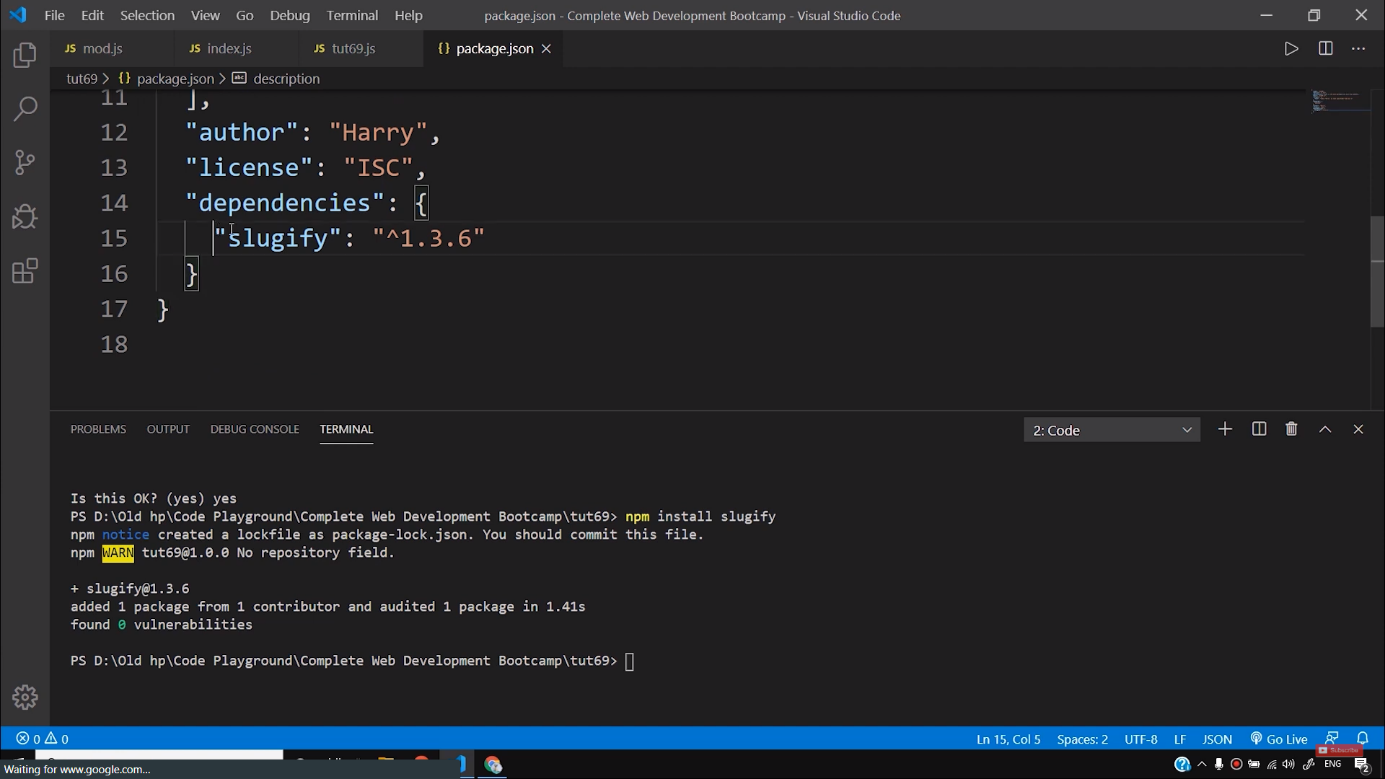 File Edit Selection View Go Debug Terminal Help package.json - Complete Web Development Bootcamp - Visual Studio Code
JS mod.js JS index.js JS tut69.js {} package.json
tut69 > {} package.json > abc description
11 ],
12 "author": "Harry",
13 "license": "ISC",
14 "dependencies": {
15 "slugify": "^1.3.6"
16 }
17 }
18
PROBLEMS OUTPUT DEBUG CONSOLE TERMINAL 2: Code
Is this OK? (yes) yes
PS D:\Old hp\Code Playground\Complete Web Development Bootcamp\tut69> npm install slugify
npm notice created a lockfile as package-lock.json. You should commit this file.
npm WARN tut69@1.0.0 No repository field.
+ slugify@1.3.6
added 1 package from 1 contributor and audited 1 package in 1.41s
found 0 vulnerabilities
PS D:\Old hp\Code Playground\Complete Web Development Bootcamp\tut69>
0 0 Ln 15, Col 5 Spaces: 2 UTF-8 LF JSON Go Live
Subscribe
Waiting for www.google.com... ENG 2